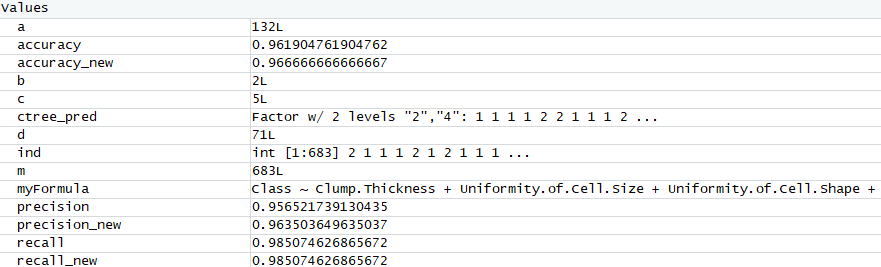 Values
a 132L
accuracy 0.961904761904762
accuracy_new 0.966666666666667
b 2L
c 5L
ctree_pred Factor w/ 2 levels "2","4": 1 1 1 1 2 2 1 1 1 2 ...
d 71L
ind int [1:683] 2 1 1 1 2 1 2 1 1 1 ...
m 683L
myFormula Class ~ Clump.Thickness + Uniformity.of.Cell.Size + Uniformity.of.Cell.Shape +
precision 0.956521739130435
precision_new 0.963503649635037
recall 0.985074626865672
recall_new 0.985074626865672